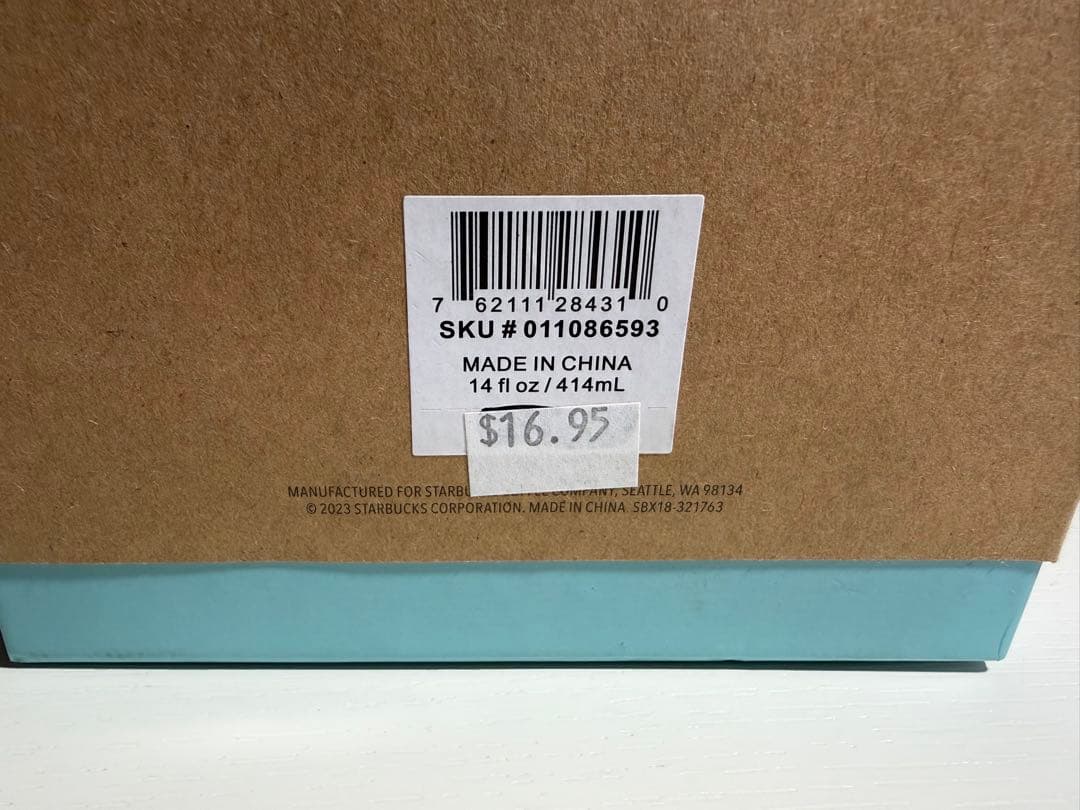 7 62111 28431 0
SKU # 011086593
MADE IN CHINA
14 fl oz / 414mL
$16.95
MANUFACTURED FOR COMPANY, SEATTLE, WA 98134
© 2023 STARBUCKS CORPORATION. MADE IN CHINA SBX18-321763